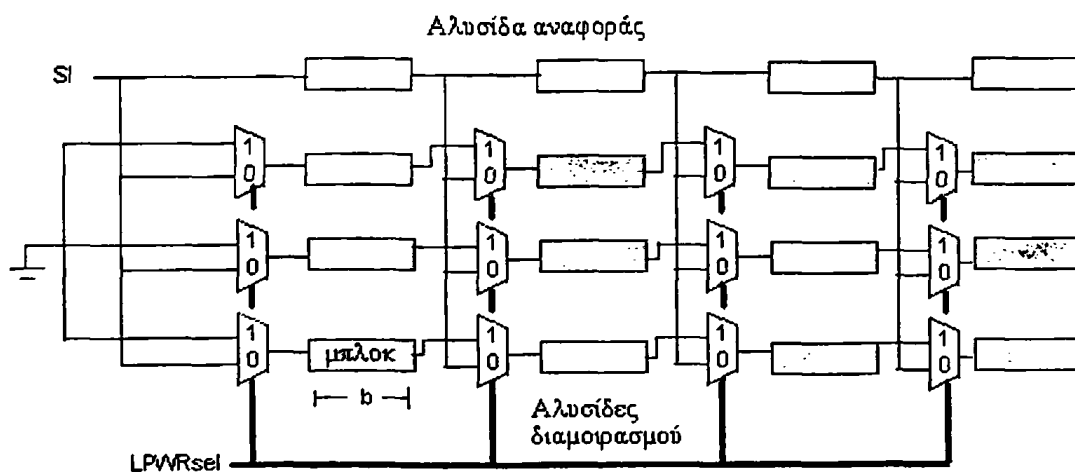 Αλυσίδα αναφοράς
SI
1 1 1 1
0 0 0 0
1 1 1 1
0 0 0 0
1 1 1 1
0 μπλοκ 0 0 0
b
Αλυσίδες
διαμοιρασμού
LPWRsel